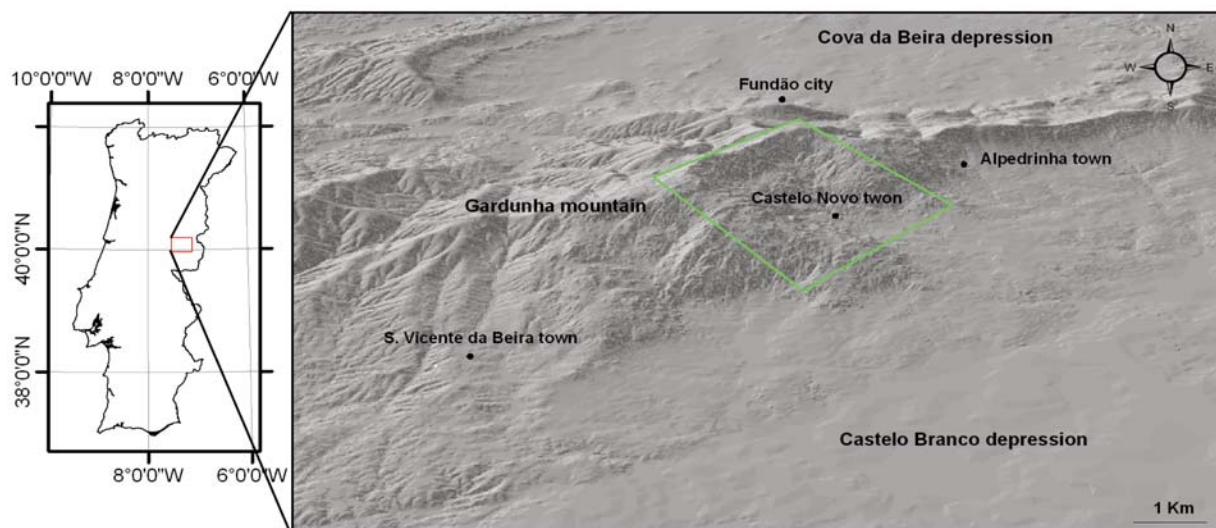 10°0'0"W 8°0'0"W 6°0'0"W
40°0'0"N
38°0'0"N
8°0'0"W 6°0'0"W
Cova da Beira depression
N
W E
S
Fundão city
Alpedrinha town
Castelo Novo twon
Gardunha mountain
S. Vicente da Beira town
Castelo Branco depression
1 Km